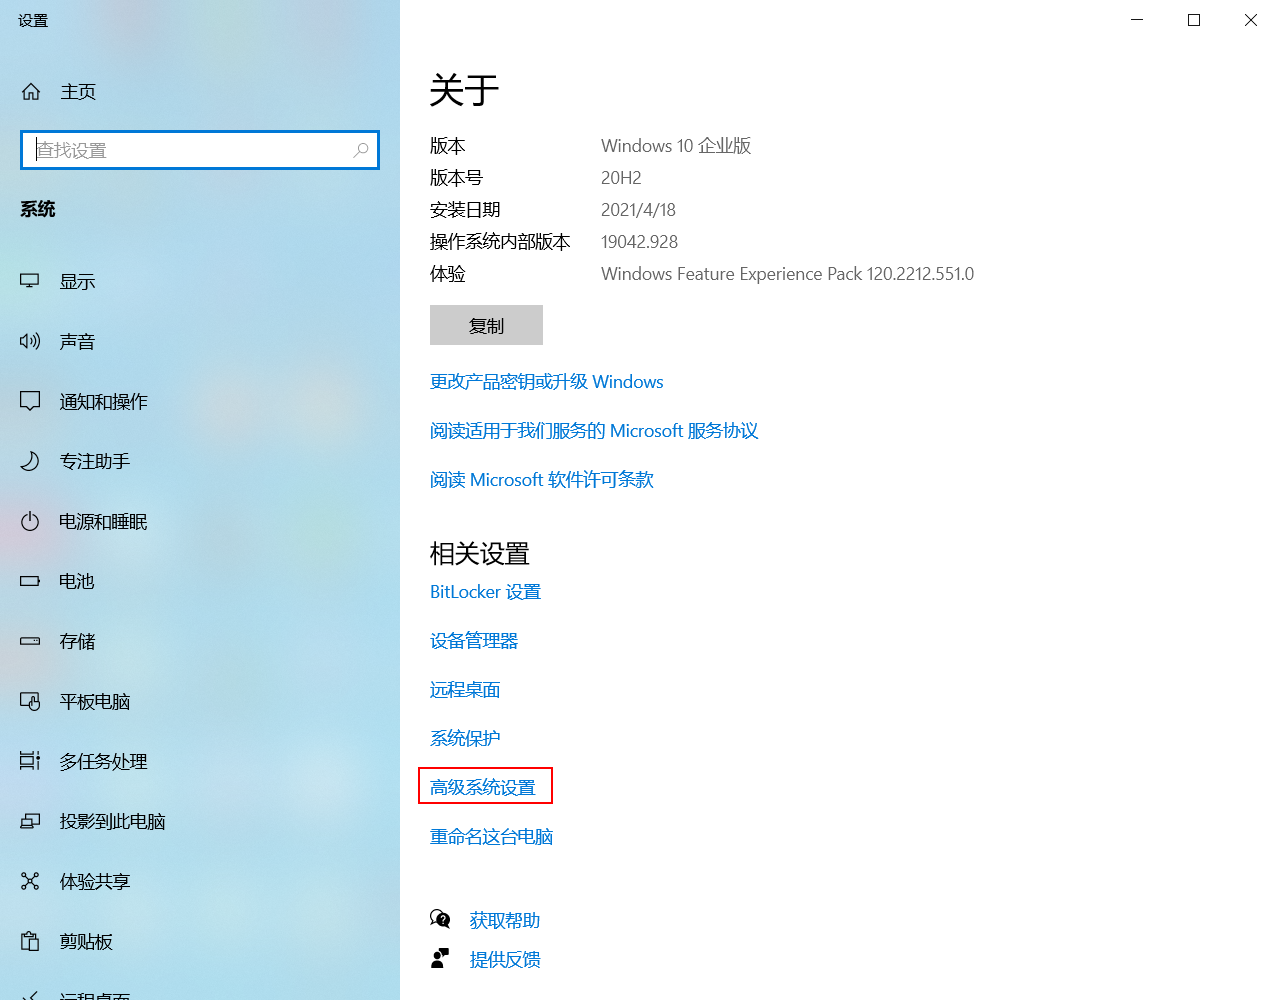 设置
主页
查找设置
系统
显示
声音
通知和操作
专注助手
电源和睡眠
电池
存储
平板电脑
多任务处理
投影到此电脑
体验共享
剪贴板
远程桌面
关于
版本 Windows 10 企业版
版本号 20H2
安装日期 2021/4/18
操作系统内部版本 19042.928
体验 Windows Feature Experience Pack 120.2212.551.0
复制
更改产品密钥或升级 Windows
阅读适用于我们服务的 Microsoft 服务协议
阅读 Microsoft 软件许可条款
相关设置
BitLocker 设置
设备管理器
远程桌面
系统保护
高级系统设置
重命名这台电脑
获取帮助
提供反馈